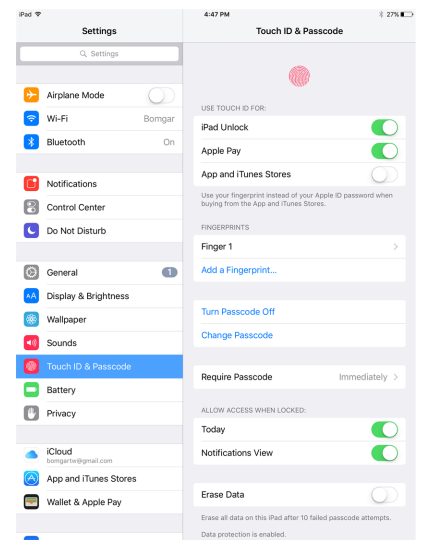 iPad
4:47 PM
27%
Settings
Touch ID & Passcode
Settings
Airplane Mode
Wi-Fi
Bomgar
Bluetooth
On
Notifications
Control Center
Do Not Disturb
General
1
AA
Display & Brightness
Wallpaper
Sounds
Touch ID & Passcode
Battery
Privacy
iCloud
bomgartw@gmail.com
App and iTunes Stores
Wallet & Apple Pay
USE TOUCH ID FOR:
iPad Unlock
Apple Pay
App and iTunes Stores
Use your fingerprint instead of your Apple ID password when
buying from the App and iTunes Stores.
FINGERPRINTS
Finger 1
Add a Fingerprint...
Turn Passcode Off
Change Passcode
Require Passcode
Immediately
ALLOW ACCESS WHEN LOCKED:
Today
Notifications View
Erase Data
Erase all data on this iPad after 10 failed passcode attempts.
Data protection is enabled.